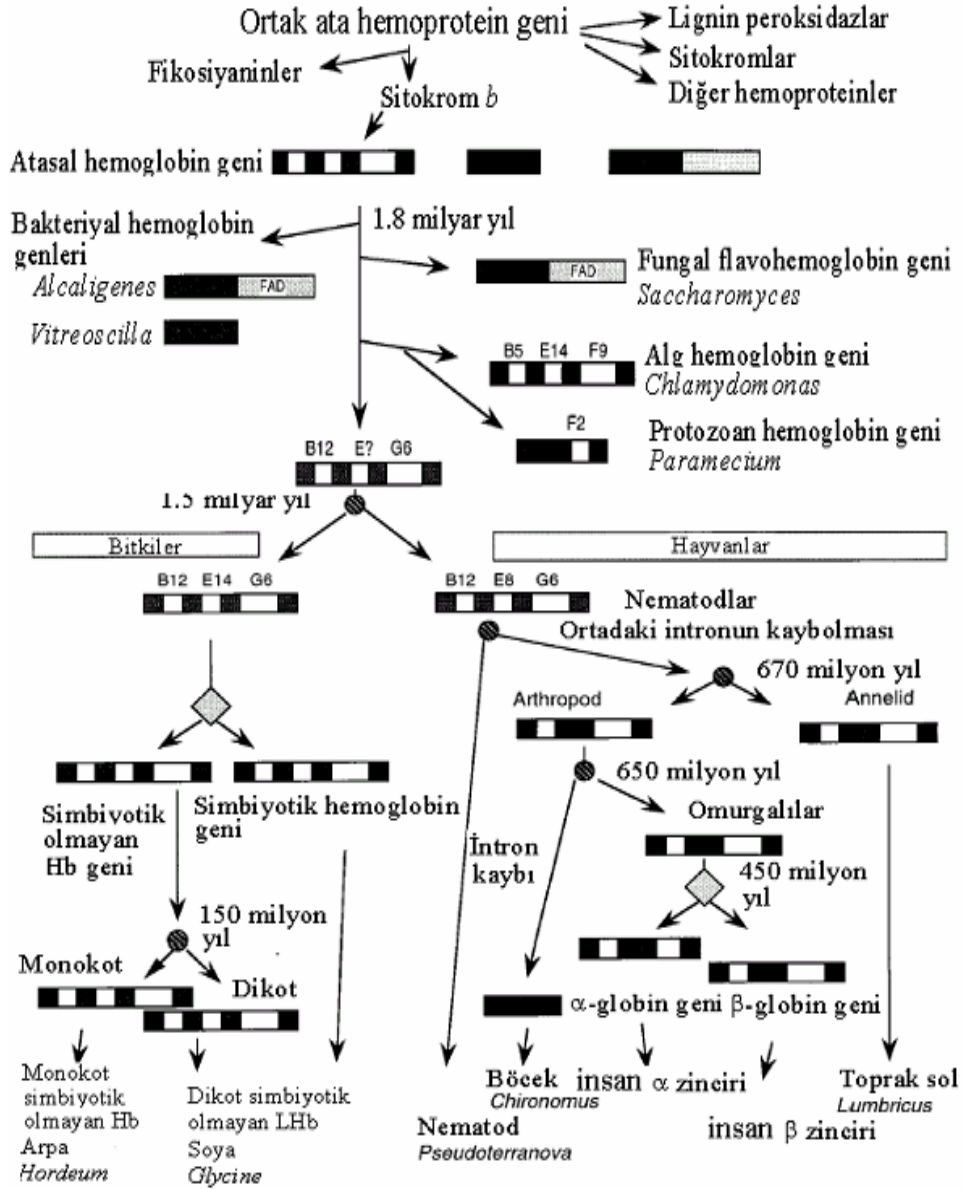 Ortak ata hemoprotein geni
Lignin peroksidazlar
Sitokromlar
Diğer hemoproteinler
Fikosiyaninler
Sitokrom b
Atasal hemoglobin geni
1.8 milyar yıl
Bakteriyal hemoglobin
genleri
Alcaligenes
FAD
Vitreoscilla
FAD
Fungal flavohemoglobin geni
Saccharomyces
B5 E14 F9
Alg hemoglobin geni
Chlamydomonas
F2
Protozoan hemoglobin geni
Paramecium
B12 E? G6
1.5 milyar yıl
Bitkiler
Hayvanlar
B12 E14 G6
B12 E8 G6
Nematodlar
Ortadaki intronun kaybolması
670 milyon yıl
Arthropod
Annelid
650 milyon yıl
Omurgalılar
Simbiyotik
olmayan
Hb geni
Simbiyotik hemoglobin
geni
İntron
kaybı
450 milyon
yıl
150 milyon
yıl
Monokot
Dikot
α-globin geni
β-globin geni
Monokot
simbiyotik
olmayan Hb
Arpa
Hordeum
Dikot simbiyotik
olmayan LHb
Soya
Glycine
Nematod
Pseudoterranova
Böcek
Chironomus
insan α zinciri
insan β zinciri
Toprak sol
Lumbricus